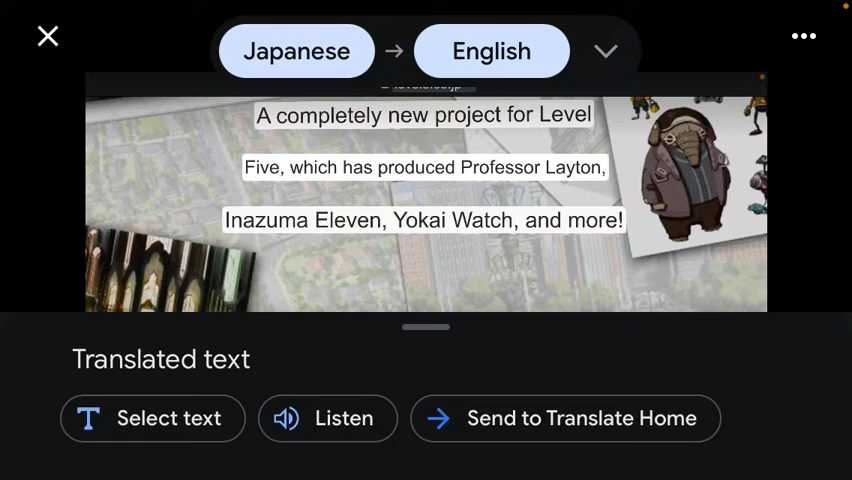 Japanese → English
A completely new project for Level
Five, which has produced Professor Layton,
Inazuma Eleven, Yokai Watch, and more!
Translated text
Select text
Listen
Send to Translate Home